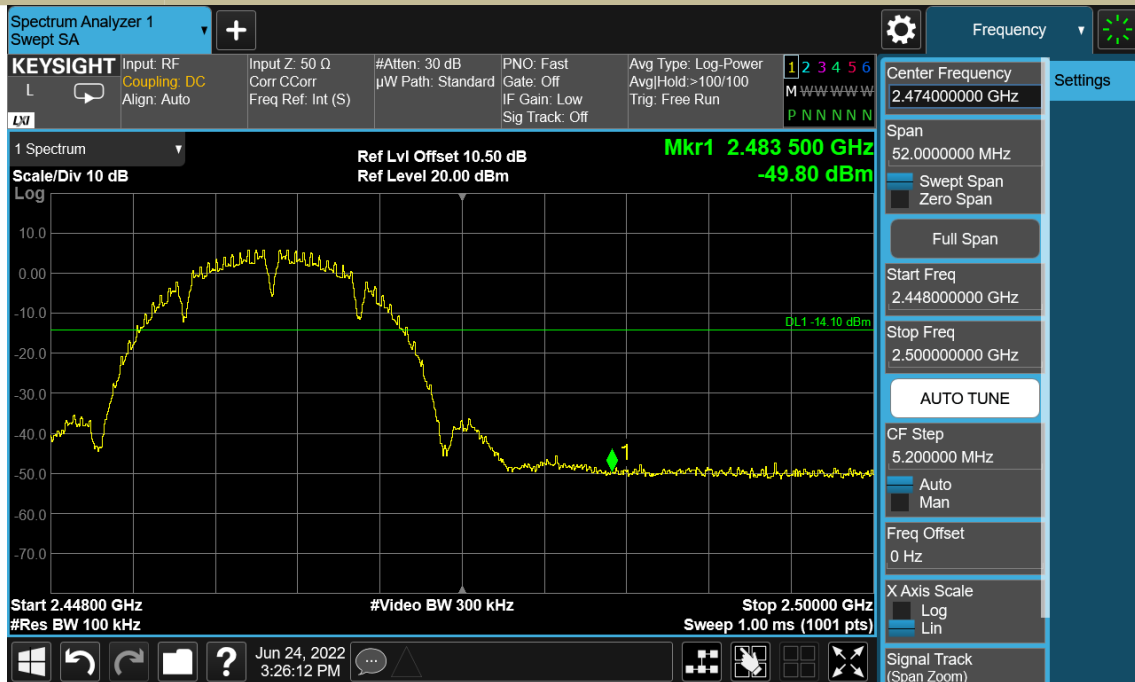 Spectrum Analyzer 1
Swept SA
Frequency
KEYSIGHT
L
LXI
Input: RF
Coupling: DC
Align: Auto
Input Z: 50 Ω
Corr CCorr
Freq Ref: Int (S)
#Atten: 30 dB
µW Path: Standard
PNO: Fast
Gate: Off
IF Gain: Low
Sig Track: Off
Avg Type: Log-Power
Avg|Hold:>100/100
Trig: Free Run
1 2 3 4 5 6
M W W W W W
P N N N N N
1 Spectrum
Scale/Div 10 dB
Log
Ref Lvl Offset 10.50 dB
Ref Level 20.00 dBm
Mkr1 2.483 500 GHz
-49.80 dBm
10.0
0.00
-10.0
DL1 -14.10 dBm
-20.0
-30.0
-40.0
1
-50.0
-60.0
-70.0
Start 2.44800 GHz
#Video BW 300 kHz
Stop 2.50000 GHz
#Res BW 100 kHz
Sweep 1.00 ms (1001 pts)
?
Jun 24, 2022
3:26:12 PM
Center Frequency
2.474000000 GHz
Settings
Span
52.0000000 MHz
Swept Span
Zero Span
Full Span
Start Freq
2.448000000 GHz
Stop Freq
2.500000000 GHz
AUTO TUNE
CF Step
5.200000 MHz
Auto
Man
Freq Offset
0 Hz
X Axis Scale
Log
Lin
Signal Track
(Span Zoom)